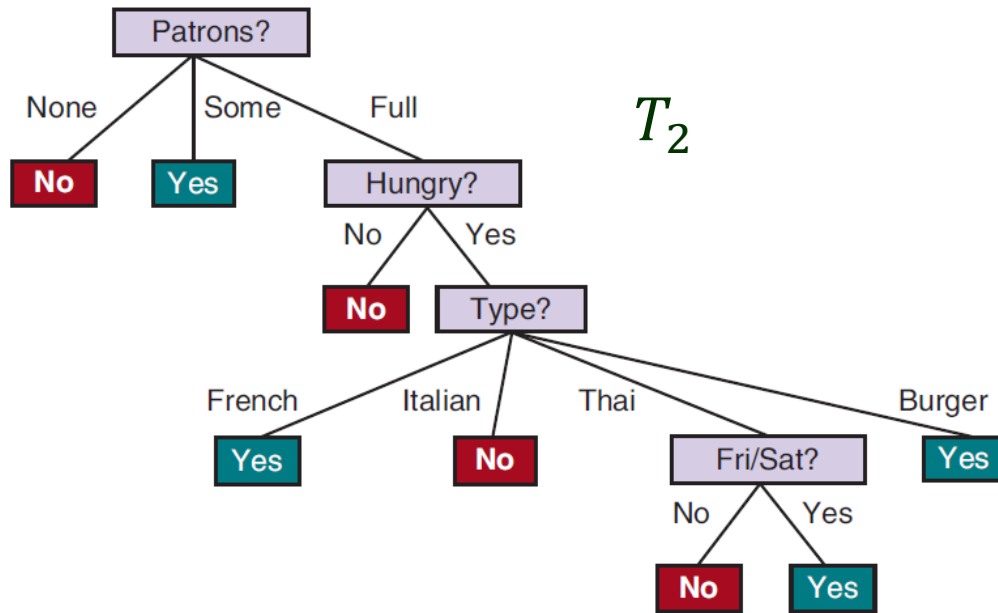 Patrons?
None Some Full
T₂
No Yes Hungry?
No Yes
No Type?
French Italian Thai Burger
Yes No Fri/Sat? Yes
No Yes
No Yes